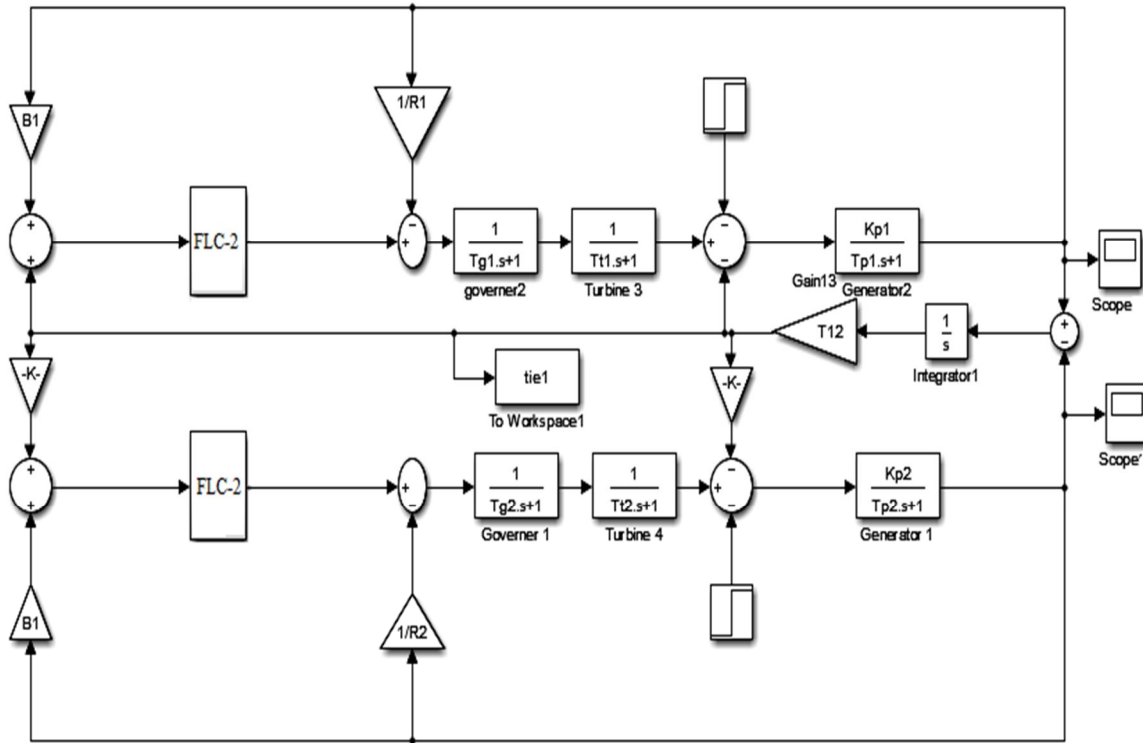 B1
1/R1
+
+
FLC-2
−
+
1
Tg1.s+1
governer2
1
Tt1.s+1
Turbine 3
−
+
−
Kp1
Tp1.s+1
Gain13
Generator2
Scope
T12
1
s
Integrator1
+
−
-K-
tie1
To Workspace1
-K-
Scope1
+
+
FLC-2
+
−
1
Tg2.s+1
Governer 1
1
Tt2.s+1
Turbine 4
−
+
−
Kp2
Tp2.s+1
Generator 1
B1
1/R2